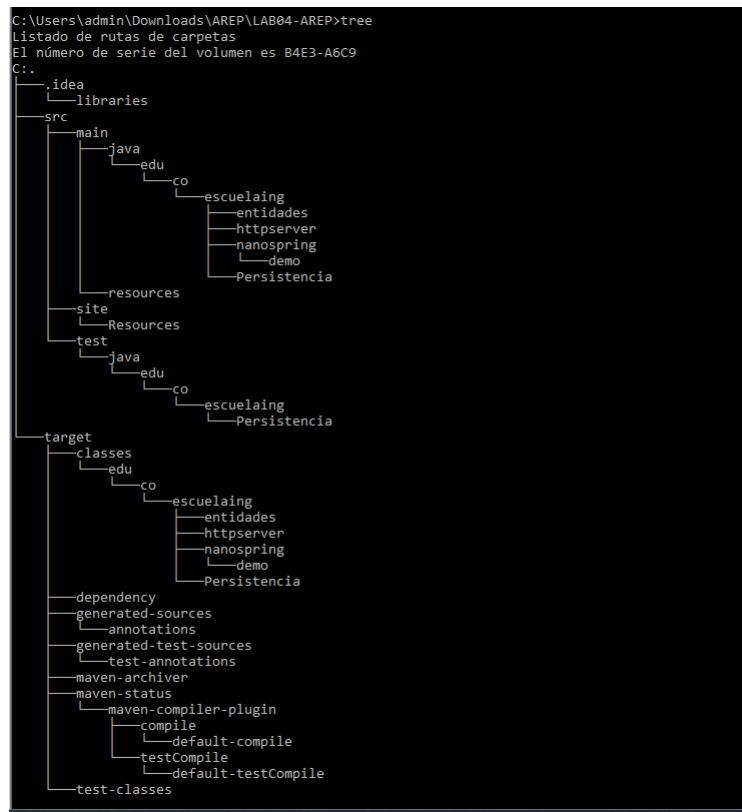 C:\Users\admin\Downloads\AREP\LAB04-AREP>tree
Listado de rutas de carpetas
El número de serie del volumen es B4E3-A6C9
C:.
├───.idea
│   └───libraries
├───src
│   ├───main
│   │   ├───java
│   │   │   └───edu
│   │   │       └───co
│   │   │           └───escuelaing
│   │   │               ├───entidades
│   │   │               ├───httpserver
│   │   │               ├───nanospring
│   │   │               │   └───demo
│   │   │               └───Persistencia
│   │   └───resources
│   ├───site
│   │   └───Resources
│   └───test
│       └───java
│           └───edu
│               └───co
│                   └───escuelaing
│                       └───Persistencia
└───target
    ├───classes
    │   └───edu
    │       └───co
    │           └───escuelaing
    │               ├───entidades
    │               ├───httpserver
    │               ├───nanospring
    │               │   └───demo
    │               └───Persistencia
    ├───dependency
    ├───generated-sources
    │   └───annotations
    ├───generated-test-sources
    │   └───test-annotations
    ├───maven-archiver
    ├───maven-status
    │   └───maven-compiler-plugin
    │       ├───compile
    │       │   └───default-compile
    │       └───testCompile
    │           └───default-testCompile
    └───test-classes